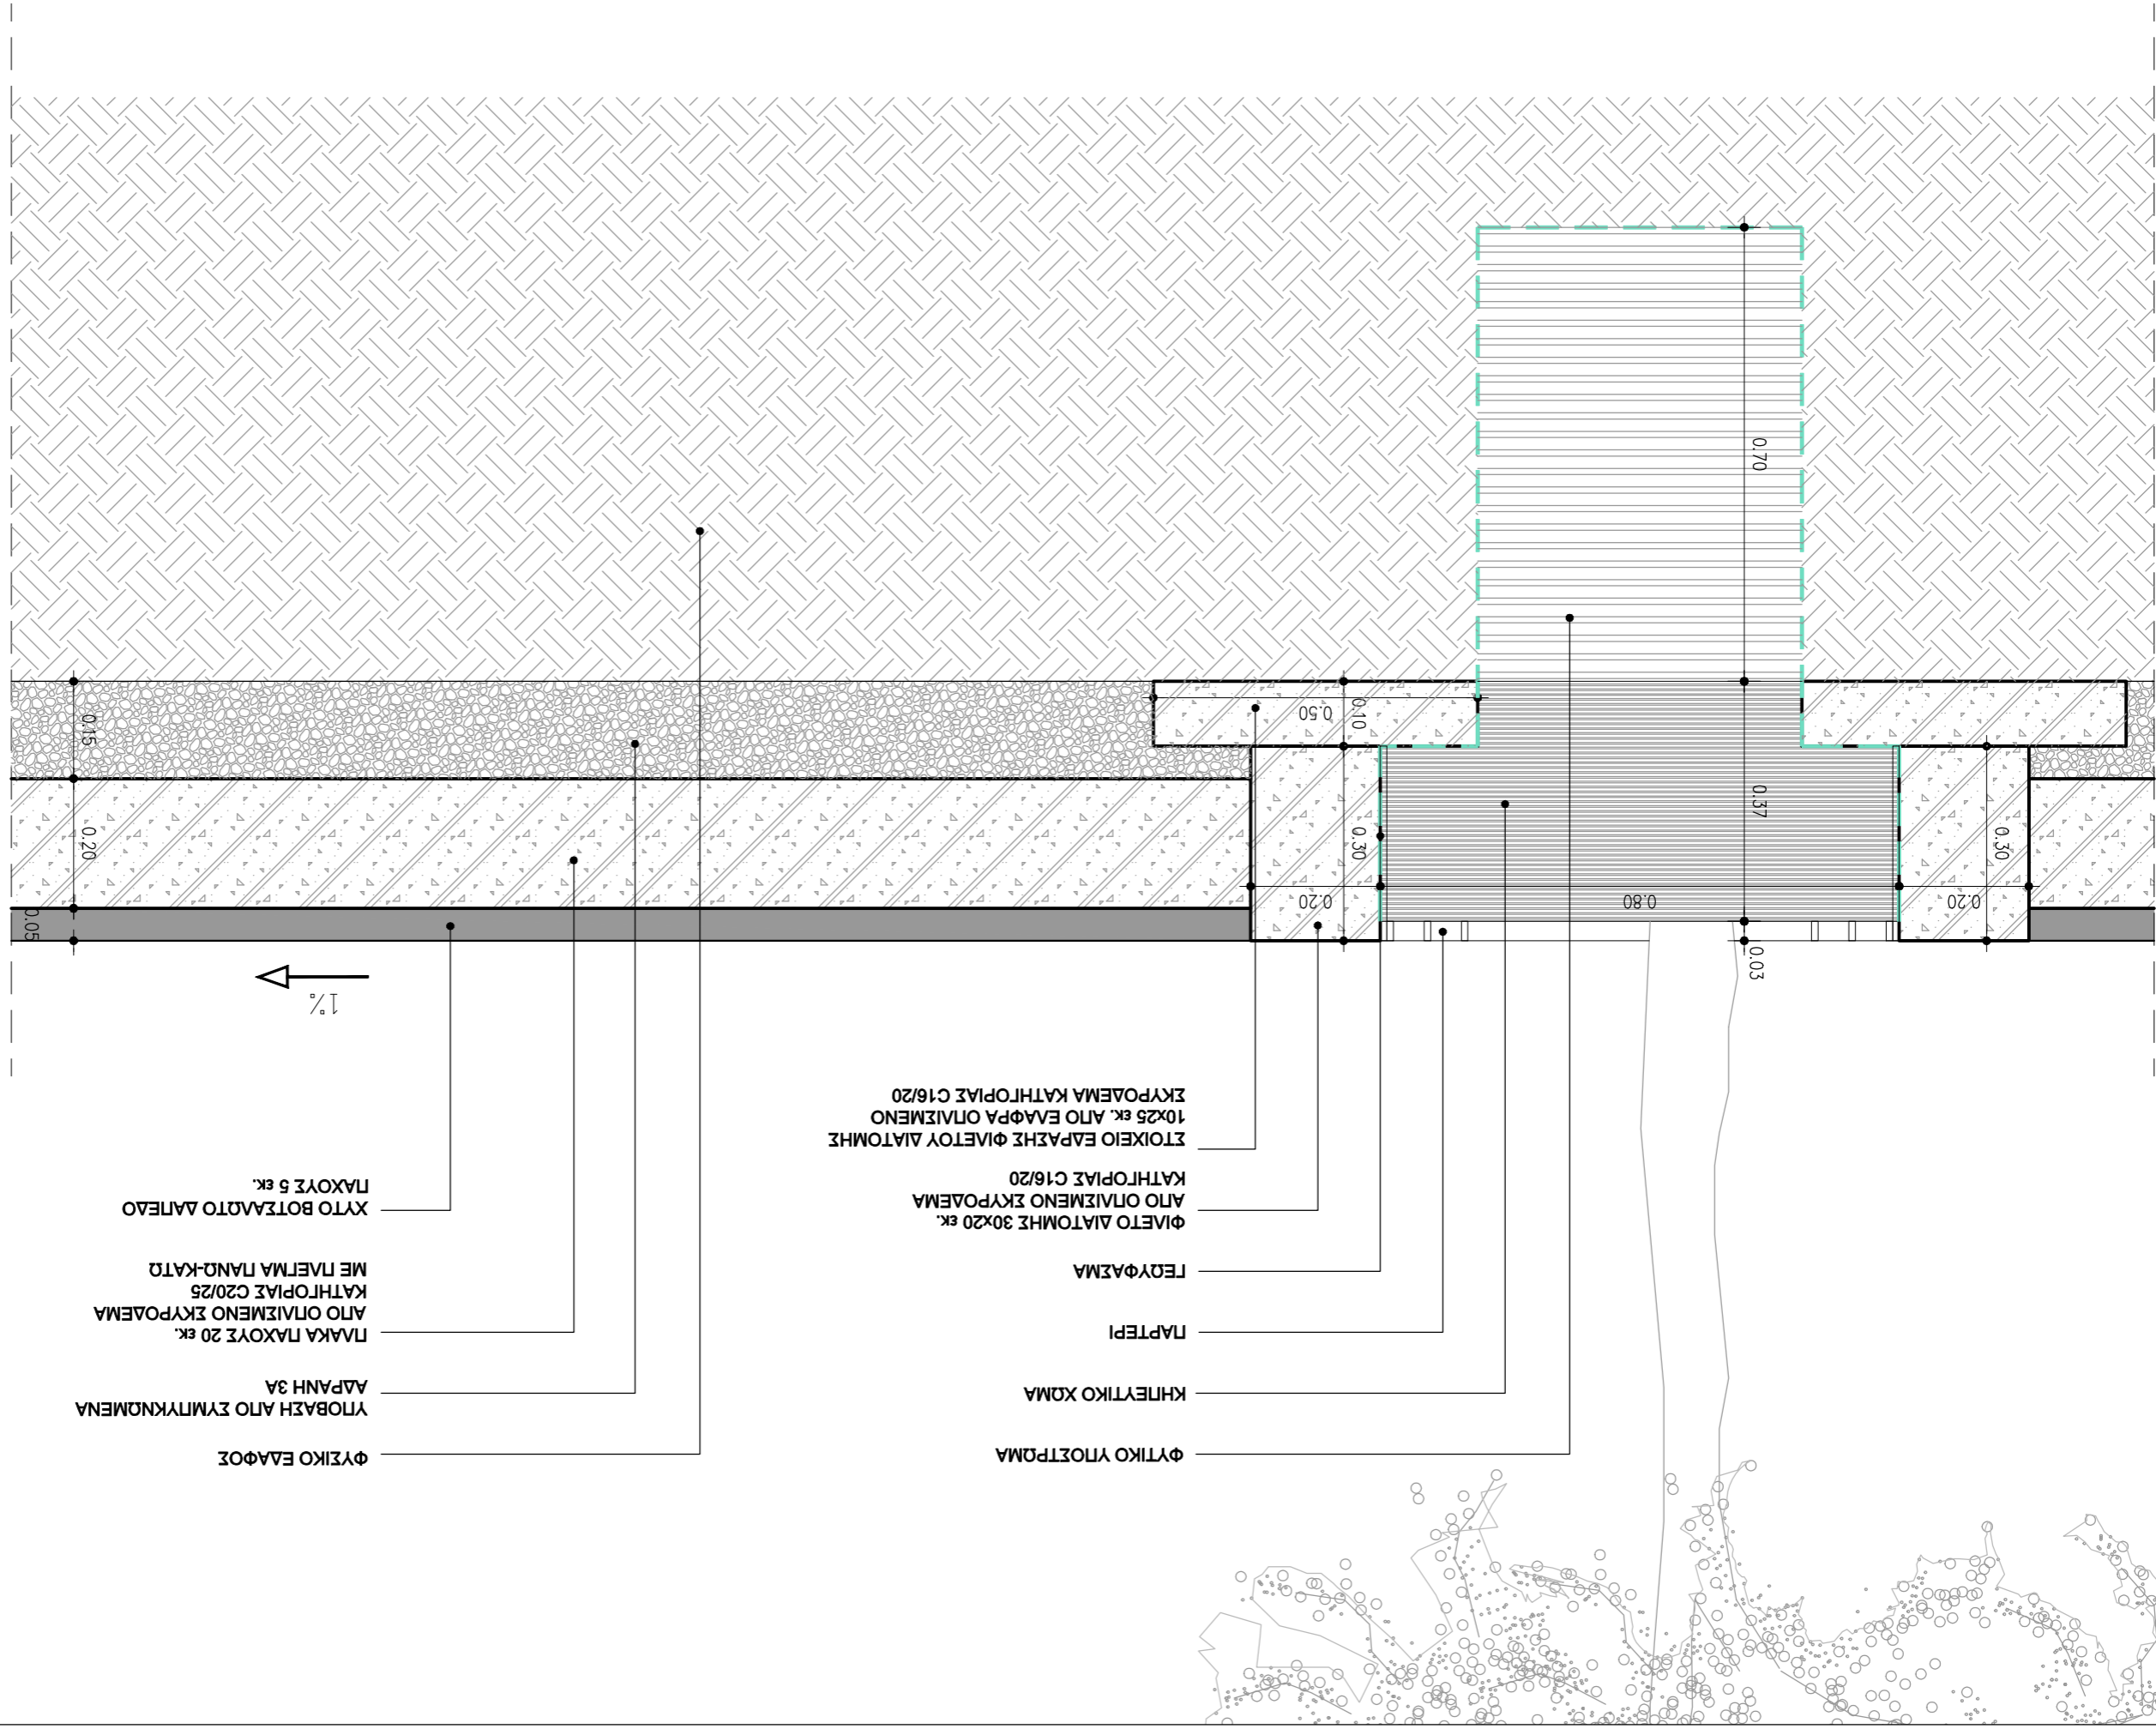 ΦΥΤΙΚΟ ΥΠΟΣΤΡΩΜΑ
ΚΗΠΕΥΤΙΚΟ ΧΩΜΑ
ΠΑΡΤΕΡΙ
ΓΕΩΥΦΑΣΜΑ
ΦΙΛΕΤΟ ΔΙΑΤΟΜΗΣ 30x20 εκ.
ΑΠΟ ΟΠΛΙΣΜΕΝΟ ΣΚΥΡΟΔΕΜΑ
ΚΑΤΗΓΟΡΙΑΣ C16/20
ΣΤΟΙΧΕΙΟ ΕΔΡΑΣΗΣ ΦΙΛΕΤΟΥ ΔΙΑΤΟΜΗΣ
10x25 εκ. ΑΠΟ ΕΛΑΦΡΑ ΟΠΛΙΣΜΕΝΟ
ΣΚΥΡΟΔΕΜΑ ΚΑΤΗΓΟΡΙΑΣ C16/20
ΦΥΣΙΚΟ ΕΔΑΦΟΣ
ΥΠΟΒΑΣΗ ΑΠΟ ΣΥΜΠΥΚΝΩΜΕΝΑ
ΑΔΡΑΝΗ 3Α
ΠΛΑΚΑ ΠΑΧΟΥΣ 20 εκ.
ΑΠΟ ΟΠΛΙΣΜΕΝΟ ΣΚΥΡΟΔΕΜΑ
ΚΑΤΗΓΟΡΙΑΣ C20/25
ΜΕ ΠΛΕΓΜΑ ΠΑΝΩ-ΚΑΤΩ
ΧΥΤΟ ΒΟΤΣΑΛΩΤΟ ΔΑΠΕΔΟ
ΠΑΧΟΥΣ 5 εκ.
1%
0.03
0.20
0.80
0.20
0.30
0.37
0.30
0.10
0.50
0.70
0.05
0.20
0.15